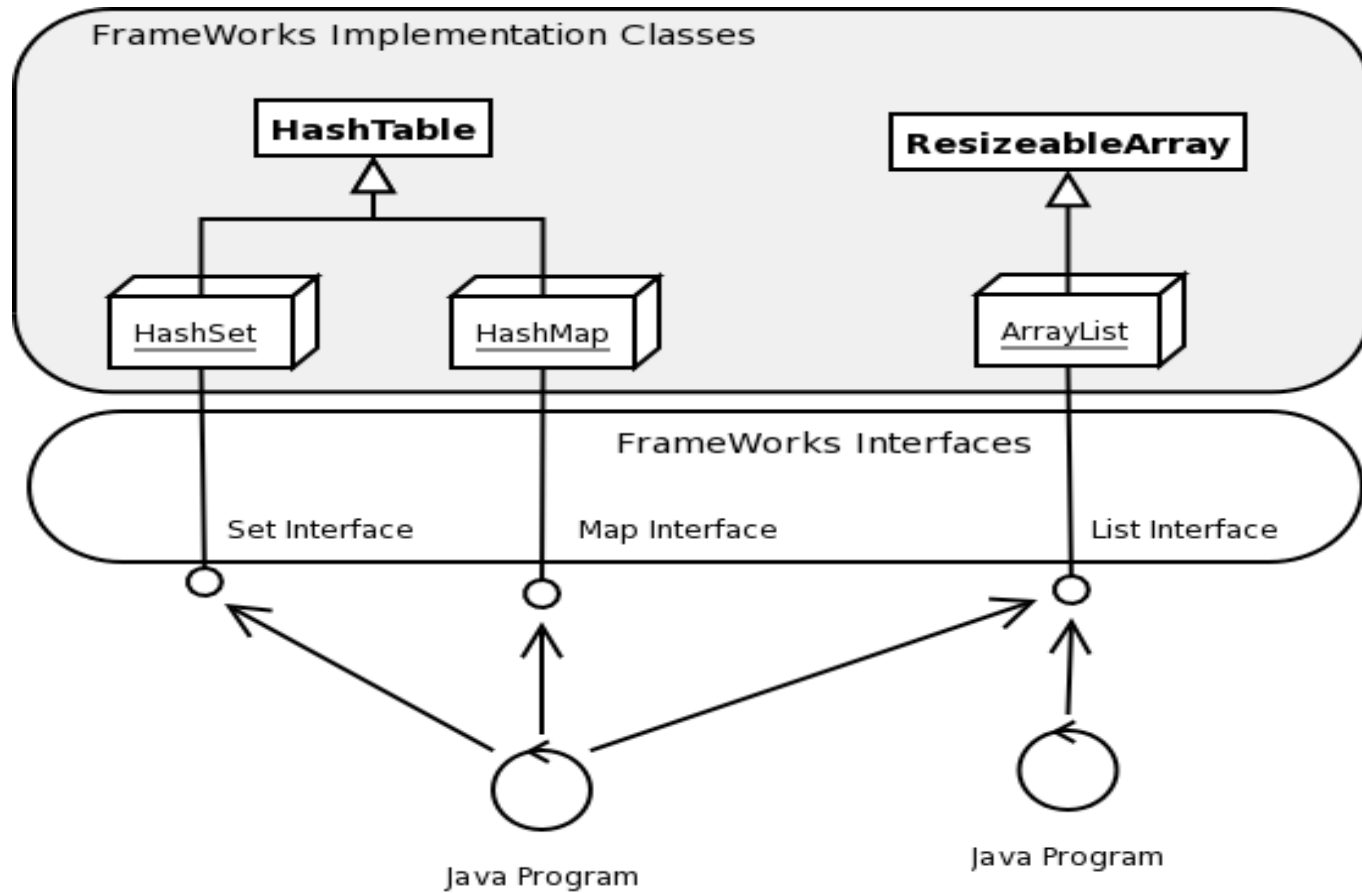 FrameWorks Implementation Classes
HashTable
ResizeableArray
HashSet
HashMap
ArrayList
FrameWorks Interfaces
Set Interface
Map Interface
List Interface
Java Program
Java Program